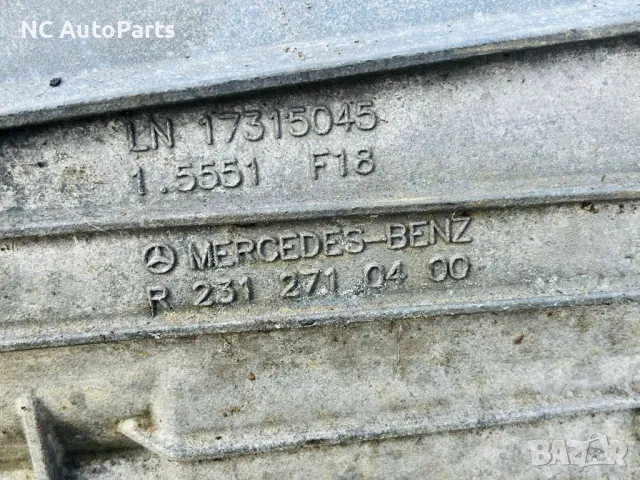 NC AutoParts
LN 17315045
1.5551 F18
MERCEDES-BENZ
R 231 271 04 00
BAZAR